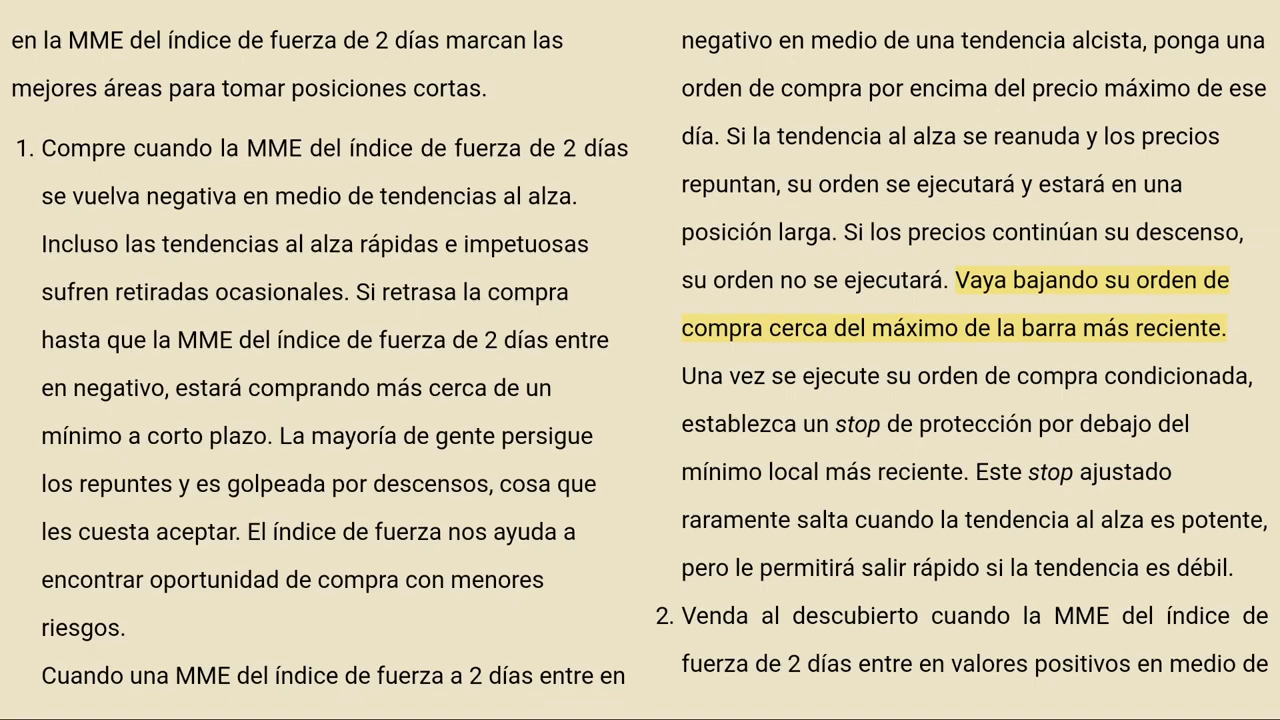 en la MME del índice de fuerza de 2 días marcan las
mejores áreas para tomar posiciones cortas.
1. Compre cuando la MME del índice de fuerza de 2 días
se vuelva negativa en medio de tendencias al alza.
Incluso las tendencias al alza rápidas e impetuosas
sufren retiradas ocasionales. Si retrasa la compra
hasta que la MME del índice de fuerza de 2 días entre
en negativo, estará comprando más cerca de un
mínimo a corto plazo. La mayoría de gente persigue
los repuntes y es golpeada por descensos, cosa que
les cuesta aceptar. El índice de fuerza nos ayuda a
encontrar oportunidad de compra con menores
riesgos.
Cuando una MME del índice de fuerza a 2 días entre en
negativo en medio de una tendencia alcista, ponga una
orden de compra por encima del precio máximo de ese
día. Si la tendencia al alza se reanuda y los precios
repuntan, su orden se ejecutará y estará en una
posición larga. Si los precios continúan su descenso,
su orden no se ejecutará. Vaya bajando su orden de
compra cerca del máximo de la barra más reciente.
Una vez se ejecute su orden de compra condicionada,
establezca un stop de protección por debajo del
mínimo local más reciente. Este stop ajustado
raramente salta cuando la tendencia al alza es potente,
pero le permitirá salir rápido si la tendencia es débil.
2. Venda al descubierto cuando la MME del índice de
fuerza de 2 días entre en valores positivos en medio de